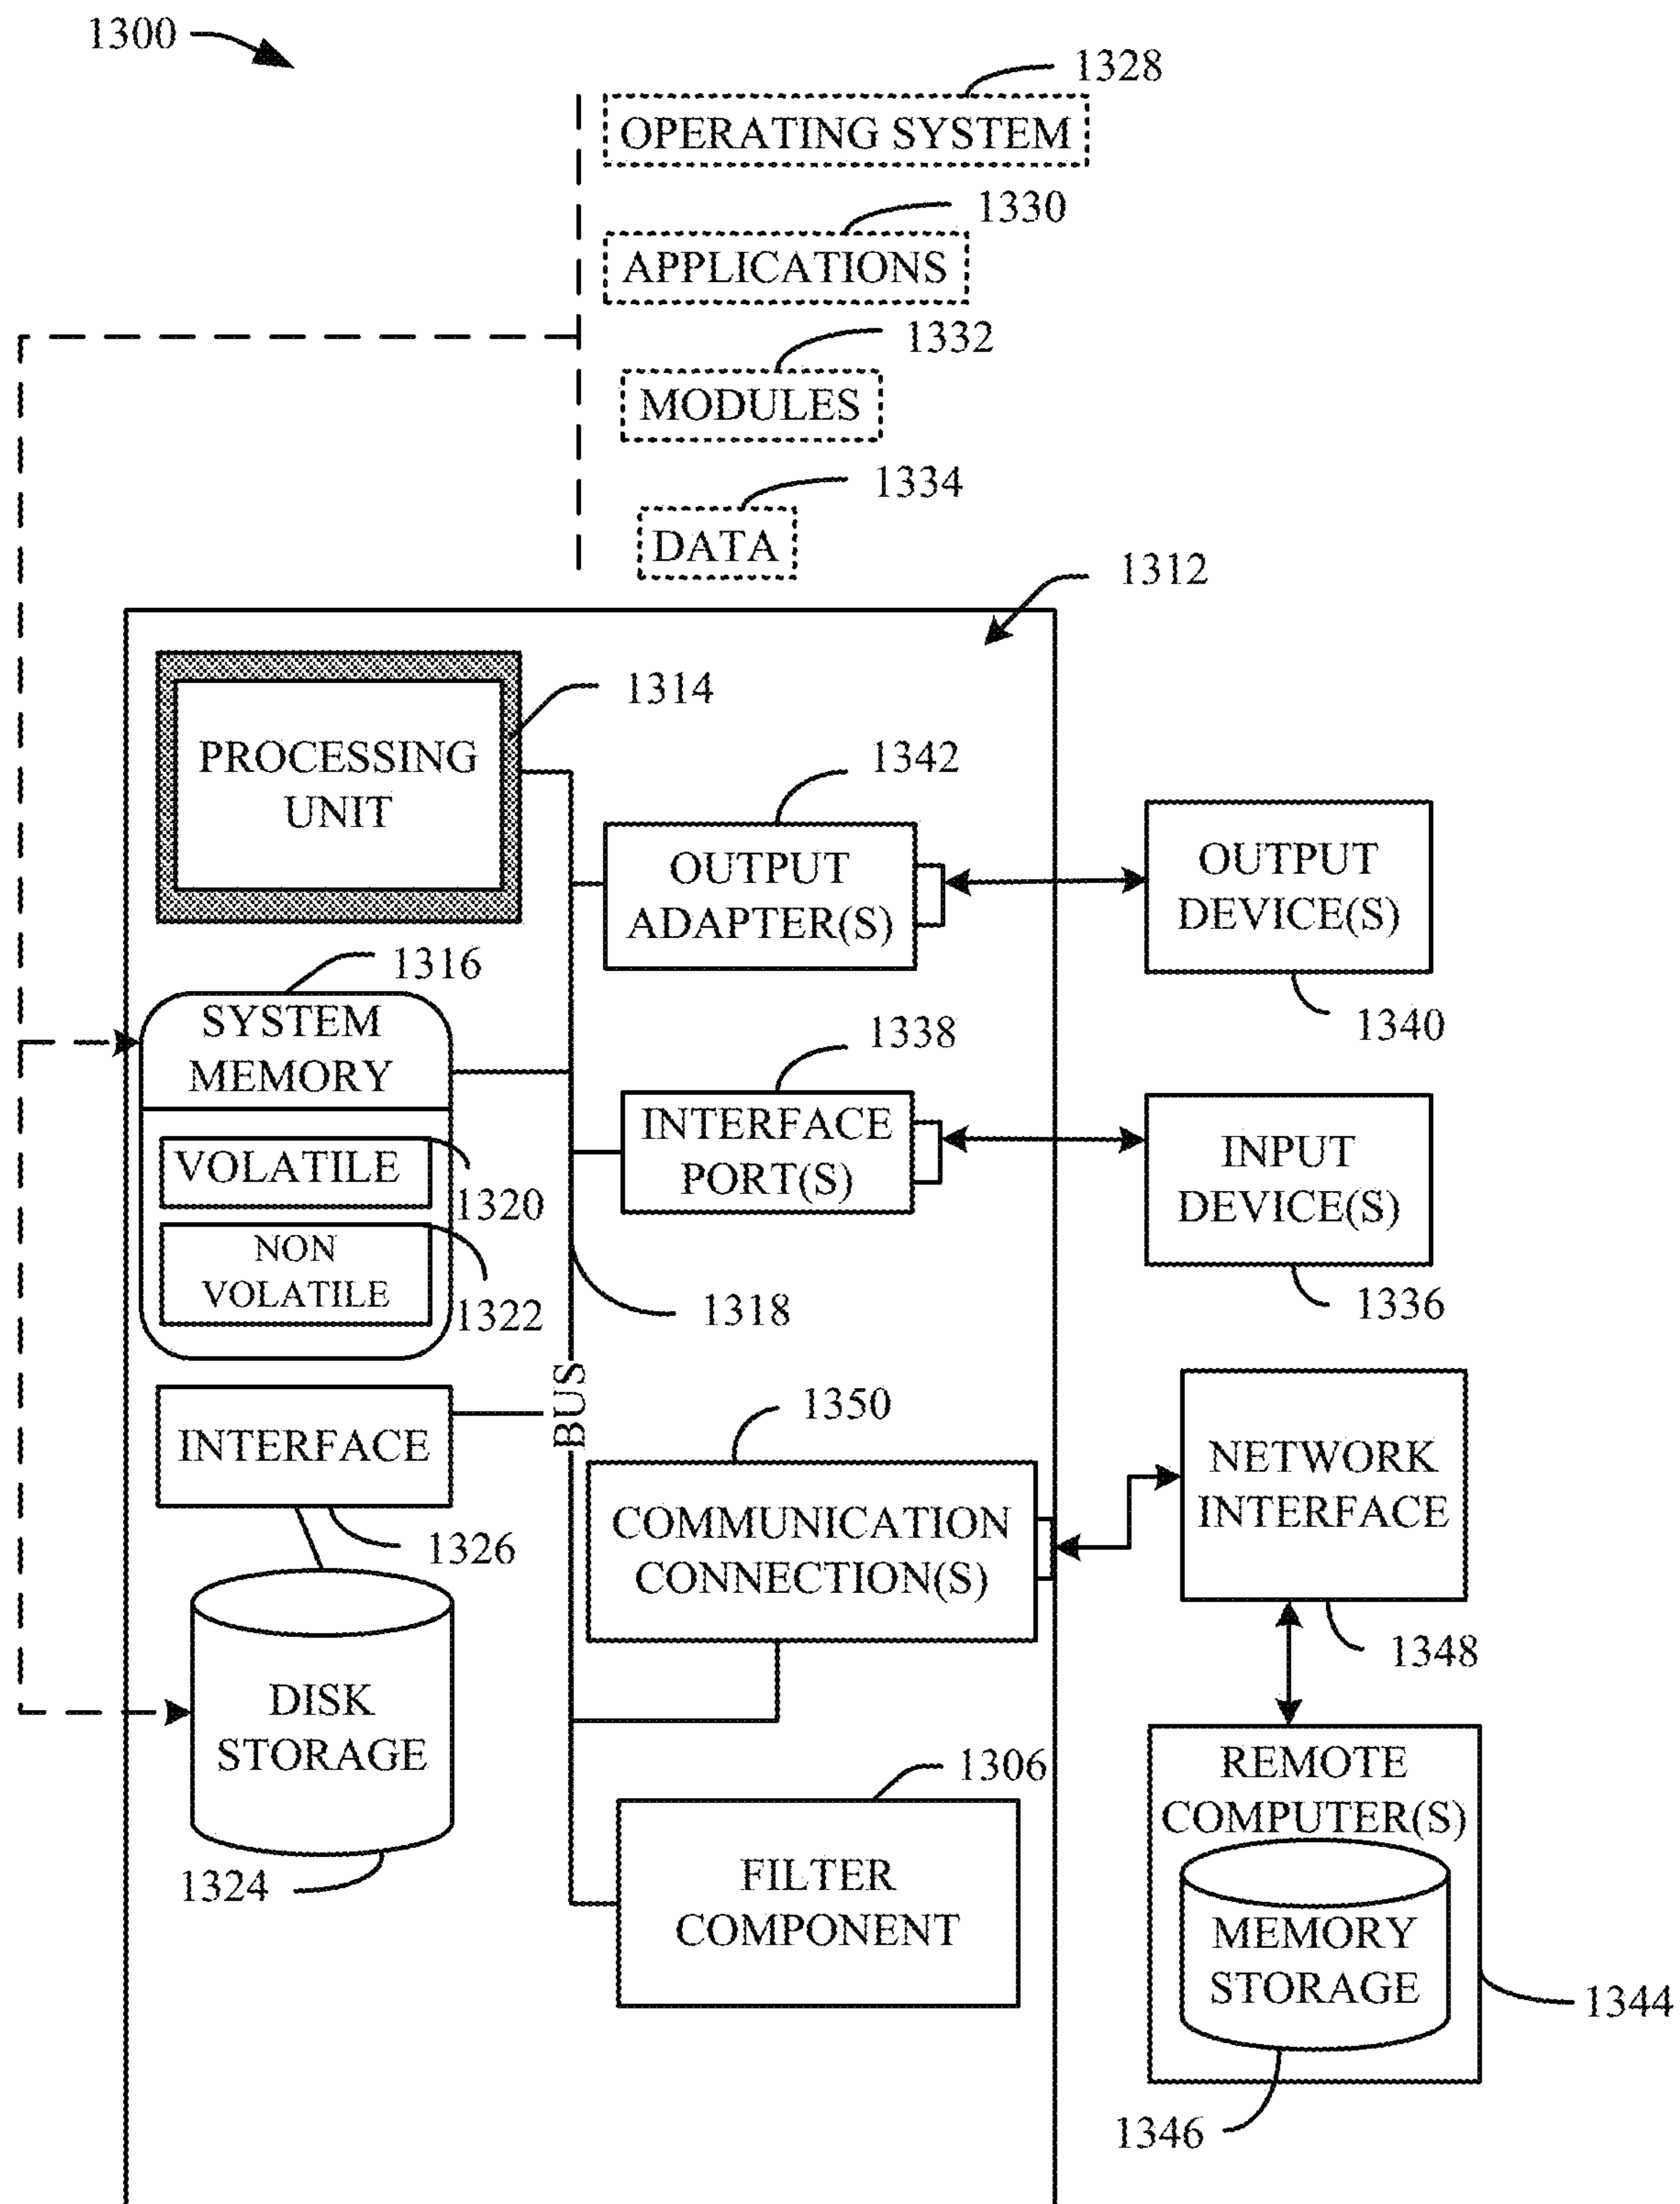 1300
1328
OPERATING SYSTEM
1330
APPLICATIONS
1332
MODULES
1334
DATA
1312
1314
PROCESSING
UNIT
1342
OUTPUT
ADAPTER(S)
OUTPUT
DEVICE(S)
1340
1316
SYSTEM
MEMORY
VOLATILE
1320
NON
VOLATILE
1322
1338
INTERFACE
PORT(S)
INPUT
DEVICE(S)
1336
1318
BUS
INTERFACE
1326
1350
COMMUNICATION
CONNECTION(S)
NETWORK
INTERFACE
1348
DISK
STORAGE
1324
1306
FILTER
COMPONENT
REMOTE
COMPUTER(S)
MEMORY
STORAGE
1344
1346